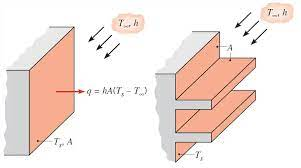 T∞, h
q = hA(Ts − T∞)
Ts, A
T∞, h
A
Ts, A